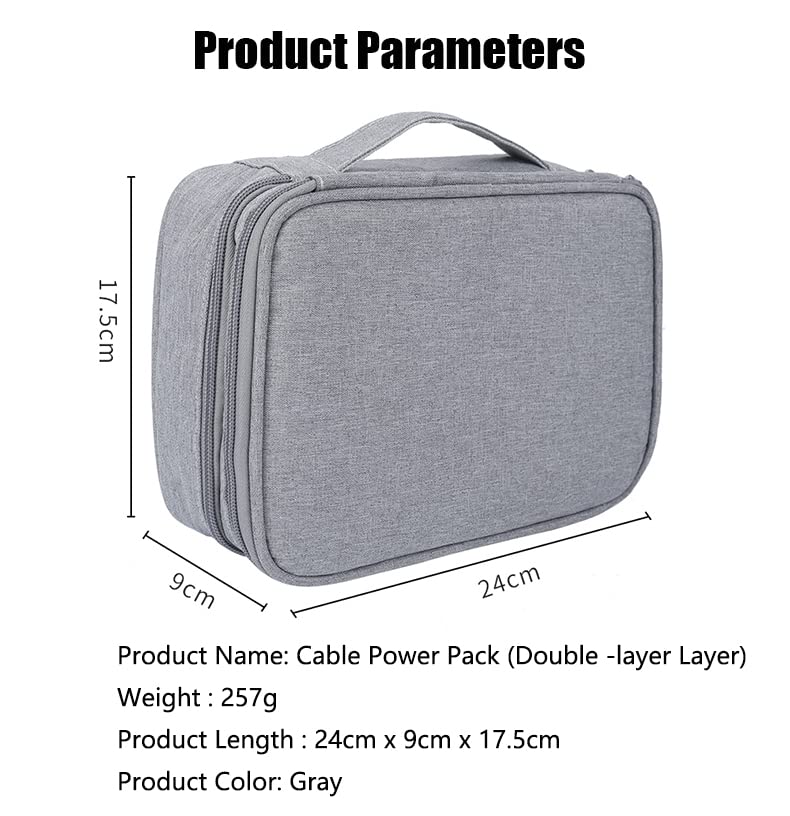 Product Parameters
17.5cm
9cm
24cm
Product Name: Cable Power Pack (Double -layer Layer)
Weight : 257g
Product Length : 24cm x 9cm x 17.5cm
Product Color: Gray